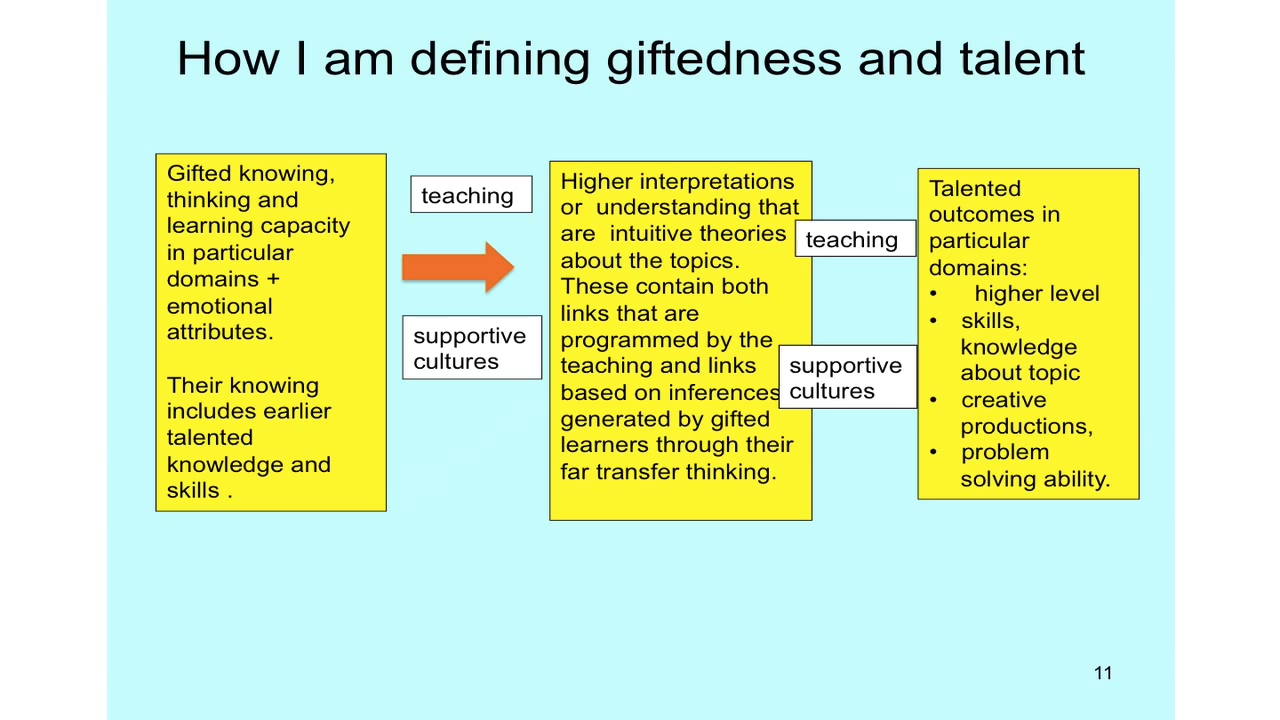 How I am defining giftedness and talent
Gifted knowing,
thinking and
learning capacity
in particular
domains +
emotional
attributes.
Their knowing
includes earlier
talented
knowledge and
skills .
teaching
supportive
cultures
Higher interpretations
or understanding that
are intuitive theories
about the topics.
These contain both
links that are
programmed by the
teaching and links
based on inferences
generated by gifted
learners through their
far transfer thinking.
teaching
supportive
cultures
Talented
outcomes in
particular
domains:
• higher level
• skills,
knowledge
about topic
• creative
productions,
• problem
solving ability.
11